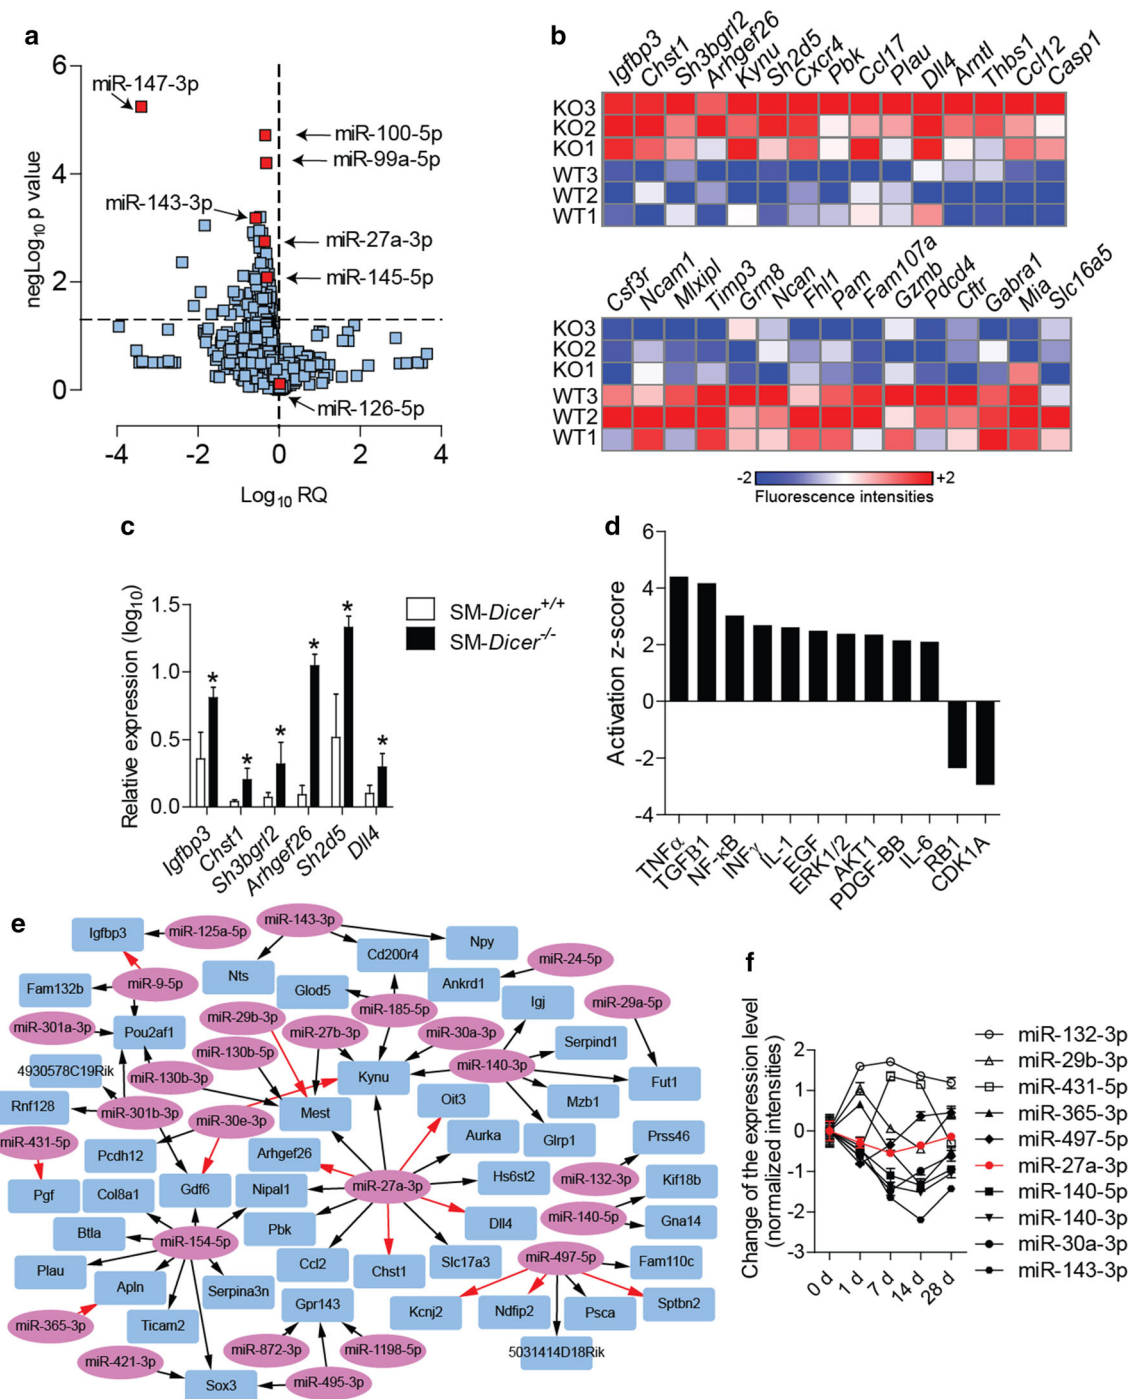 a
6
4
2
0
negLog10 p value
miR-147-3p
miR-100-5p
miR-99a-5p
miR-143-3p
miR-27a-3p
miR-145-5p
miR-126-5p
-4 -2 0 2 4
Log10 RQ
b
Igfbp3 Chst1 Sh3bgrl2 Arhgef26 Kynu Sh2d5 Cxcr4 Pbk Ccl17 Plau Dll4 Arntl Thbs1 Ccl12 Casp1
KO3
KO2
KO1
WT3
WT2
WT1
Csf3r Ncam1 Mlxipl Timp3 Grm8 Ncan Fhl1 Pam Fam107a Gzmb Pdcd4 Cftr Gabra1 Mia Slc16a5
KO3
KO2
KO1
WT3
WT2
WT1
-2 +2
Fluorescence intensities
c
Relative expression (log10)
1.5
1.0
0.5
0.0
* * * * * *
SM-Dicer+/+
SM-Dicer-/-
Igfbp3 Chst1 Sh3bgrl2 Arhgef26 Sh2d5 Dll4
d
Activation z-score
6
4
2
0
-2
-4
TNFα TGFB1 NF-κB INFγ IL-1 EGF ERK1/2 AKT1 PDGF-BB IL-6 RB1 CDK1A
e
Igfbp3
miR-125a-5p
miR-143-3p
Npy
Cd200r4
Nts
miR-24-5p
Ankrd1
Fam132b
miR-9-5p
Glod5
Igj
miR-29a-5p
miR-185-5p
miR-301a-3p
Pou2af1
miR-29b-3p
miR-27b-3p
miR-30a-3p
Serpind1
miR-130b-5p
4930578C19Rik
miR-130b-3p
Kynu
miR-140-3p
Fut1
Rnf128
miR-301b-3p
miR-30e-3p
Mest
Oit3
Mzb1
miR-431-5p
Pcdh12
Arhgef26
Aurka
Glrp1
Prss46
Pgf
Col8a1
Gdf6
Nipal1
miR-27a-3p
Hs6st2
miR-132-3p
Kif18b
Btla
miR-154-5p
Pbk
Dll4
miR-140-5p
Gna14
Plau
Apln
Serpina3n
Ccl2
Chst1
Slc17a3
miR-497-5p
Fam110c
miR-365-3p
Ticam2
Gpr143
Kcnj2
Ndfip2
Psca
Sptbn2
miR-421-3p
miR-872-3p
miR-1198-5p
5031414D18Rik
Sox3
miR-495-3p
f
Change of the expression level
(normalized intensities)
2
1
0
-1
-2
-3
0 d 1 d 7 d 14 d 28 d
miR-132-3p
miR-29b-3p
miR-431-5p
miR-365-3p
miR-497-5p
miR-27a-3p
miR-140-5p
miR-140-3p
miR-30a-3p
miR-143-3p